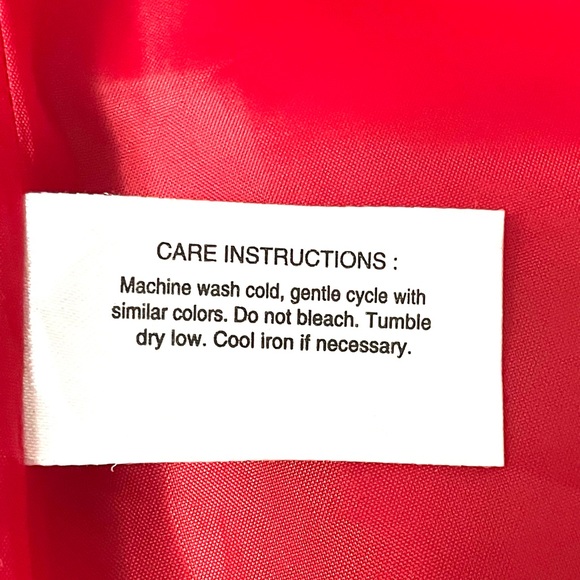 CARE INSTRUCTIONS :
Machine wash cold, gentle cycle with
similar colors. Do not bleach. Tumble
dry low. Cool iron if necessary.